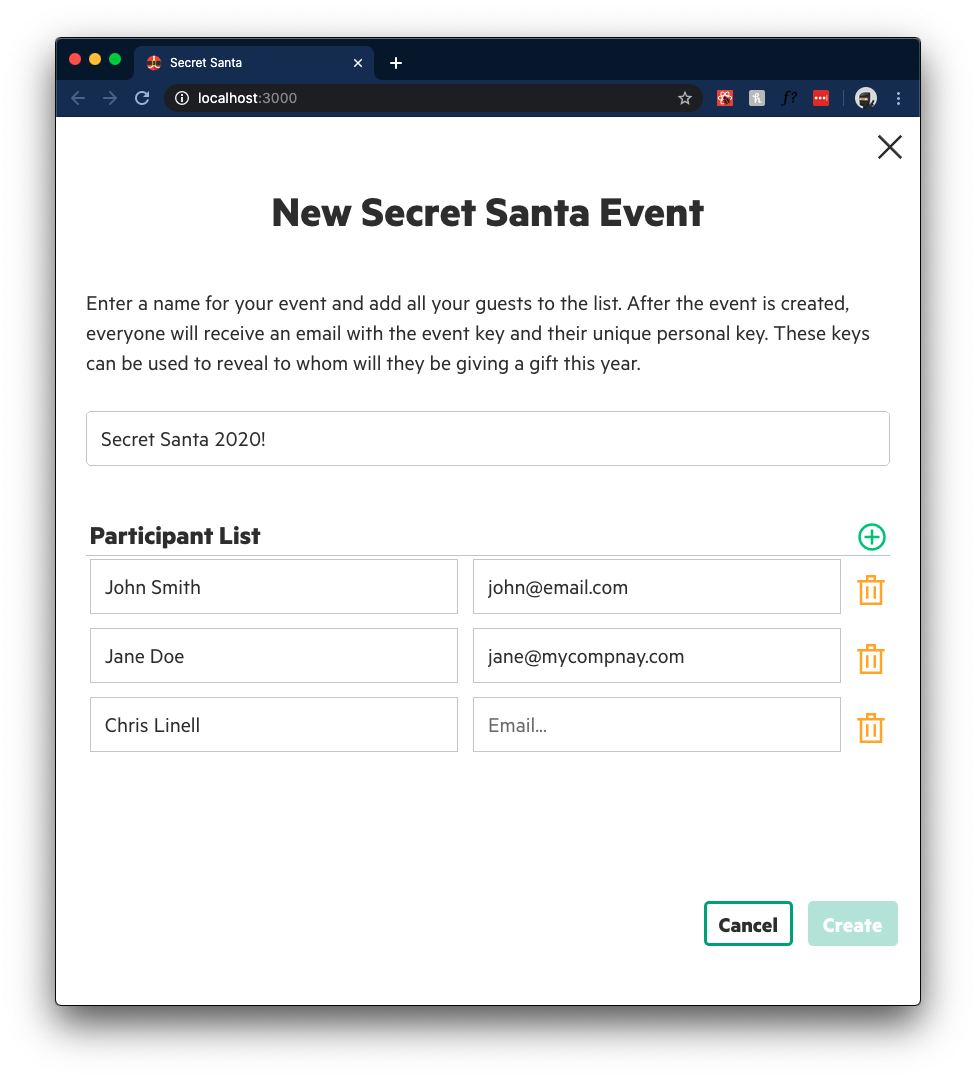 Secret Santa
localhost:3000
f?
New Secret Santa Event
Enter a name for your event and add all your guests to the list. After the event is created,
everyone will receive an email with the event key and their unique personal key. These keys
can be used to reveal to whom will they be giving a gift this year.
Secret Santa 2020!
Participant List
John Smith john@email.com
Jane Doe jane@mycompnay.com
Chris Linell Email...
Cancel Create